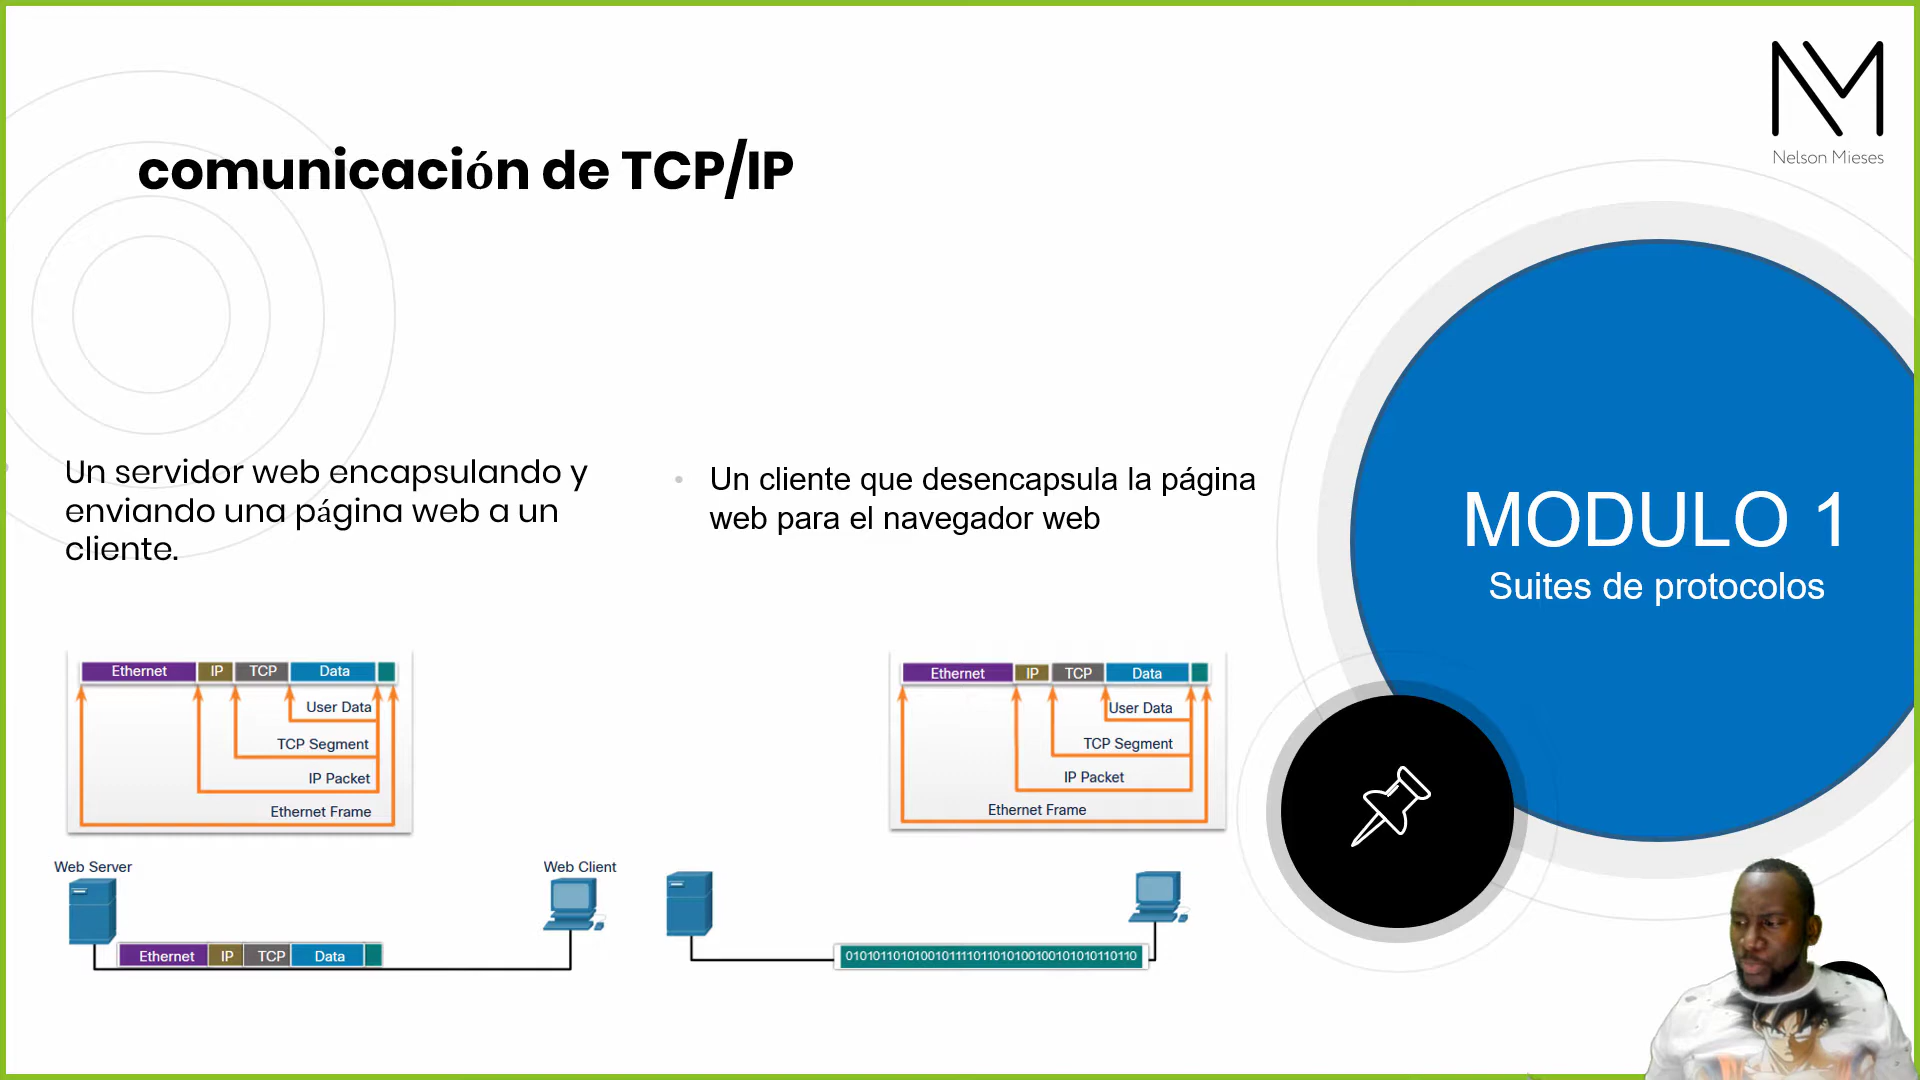 Nelson Mieses
comunicación de TCP/IP
Un servidor web encapsulando y
enviando una página web a un
cliente.
Un cliente que desencapsula la página
web para el navegador web
MODULO 1
Suites de protocolos
Ethernet IP TCP Data
User Data
TCP Segment
IP Packet
Ethernet Frame
Web Server
Web Client
Ethernet IP TCP Data
Ethernet IP TCP Data
User Data
TCP Segment
IP Packet
Ethernet Frame